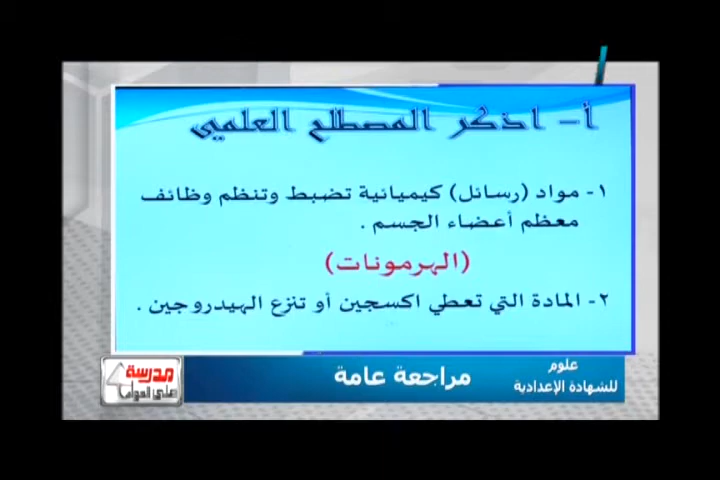 أ- اذكر المصطلح العلمي
١- مواد (رسائل) كيميائية تضبط وتنظم وظائف
معظم أعضاء الجسم .
(الهرمونات)
٢- المادة التي تعطي اكسجين أو تنزع الهيدروجين .
علوم
للشهادة الإعدادية
مراجعة عامة
مدرسة
على الهواء